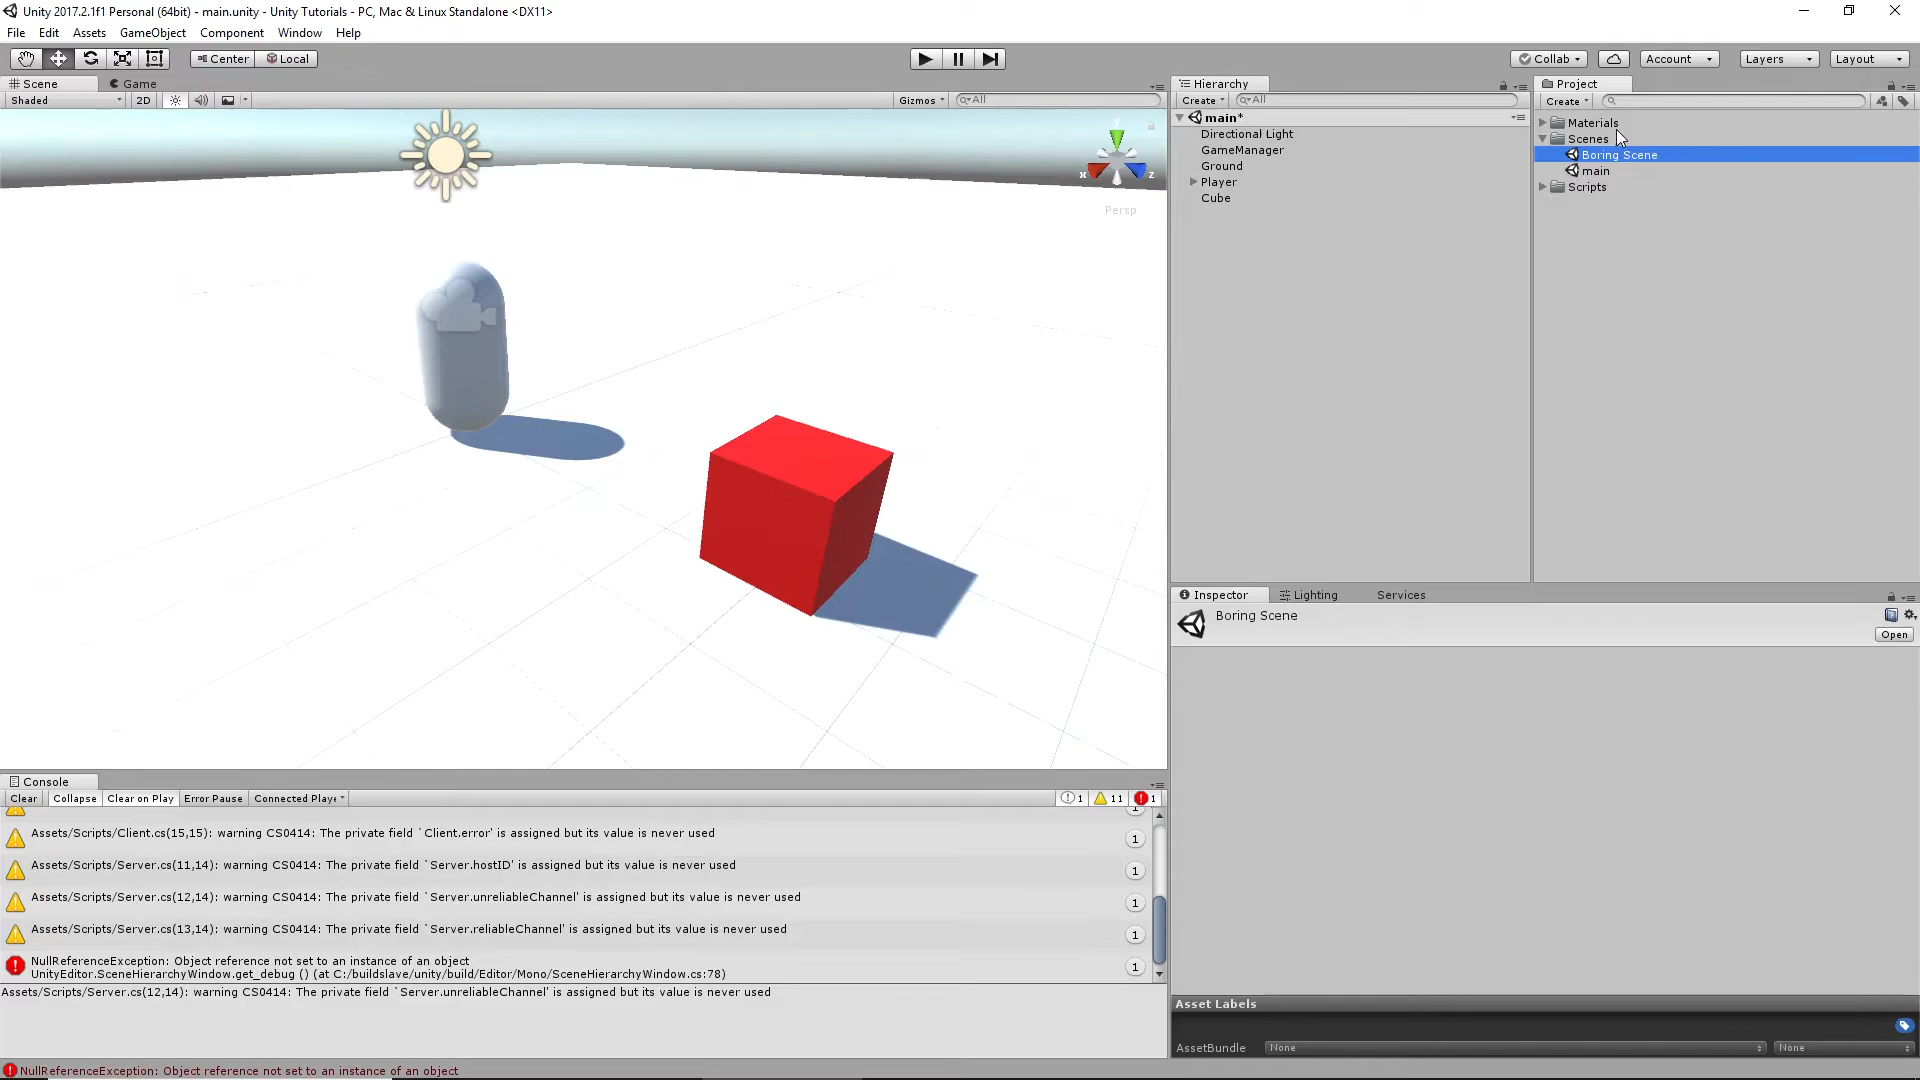 Unity 2017.2.1f1 Personal (64bit) - main.unity - Unity Tutorials - PC, Mac & Linux Standalone <DX11>
File Edit Assets GameObject Component Window Help
Center Local
Collab Account Layers Layout
Scene Game
Shaded 2D Gizmos All
x z
Persp
Hierarchy
Create All
main*
Directional Light
GameManager
Ground
Player
Cube
Project
Create
Materials
Scenes
Boring Scene
main
Scripts
Inspector Lighting Services
Boring Scene
Open
Console
Clear Collapse Clear on Play Error Pause Connected Playe 1 11 1
Assets/Scripts/Client.cs(15,15): warning CS0414: The private field `Client.error' is assigned but its value is never used 1
Assets/Scripts/Server.cs(11,14): warning CS0414: The private field `Server.hostID' is assigned but its value is never used 1
Assets/Scripts/Server.cs(12,14): warning CS0414: The private field `Server.unreliableChannel' is assigned but its value is never used 1
Assets/Scripts/Server.cs(13,14): warning CS0414: The private field `Server.reliableChannel' is assigned but its value is never used 1
NullReferenceException: Object reference not set to an instance of an object
UnityEditor.SceneHierarchyWindow.get_debug () (at C:/buildslave/unity/build/Editor/Mono/SceneHierarchyWindow.cs:78) 1
Assets/Scripts/Server.cs(12,14): warning CS0414: The private field `Server.unreliableChannel' is assigned but its value is never used
Asset Labels
AssetBundle None None
NullReferenceException: Object reference not set to an instance of an object